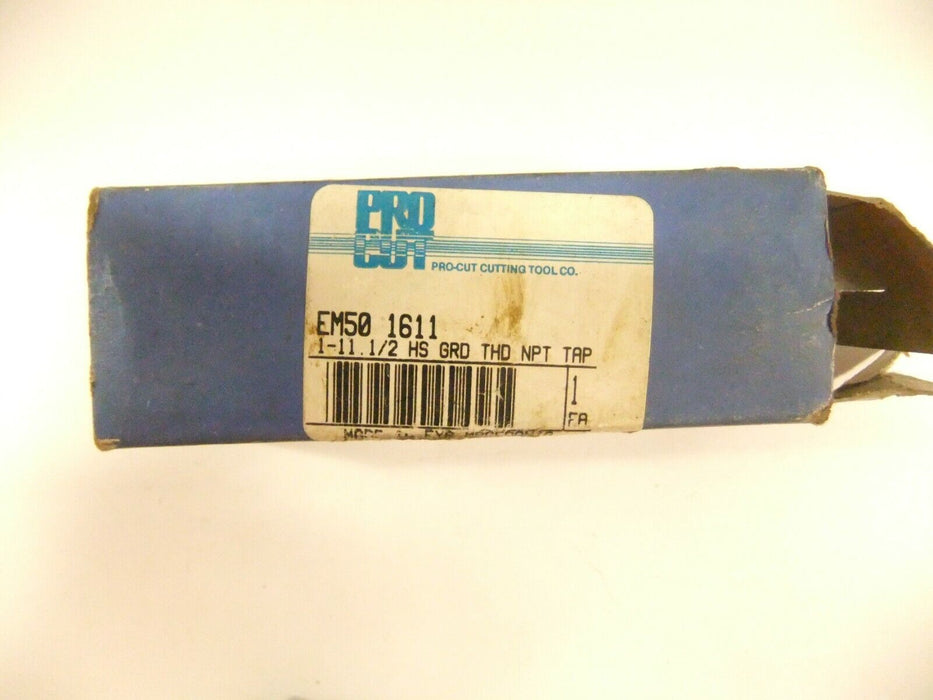 PRO
CUT
PRO-CUT CUTTING TOOL CO.
EM50 1611
1-11.1/2 HS GRD THD NPT TAP
1
EA